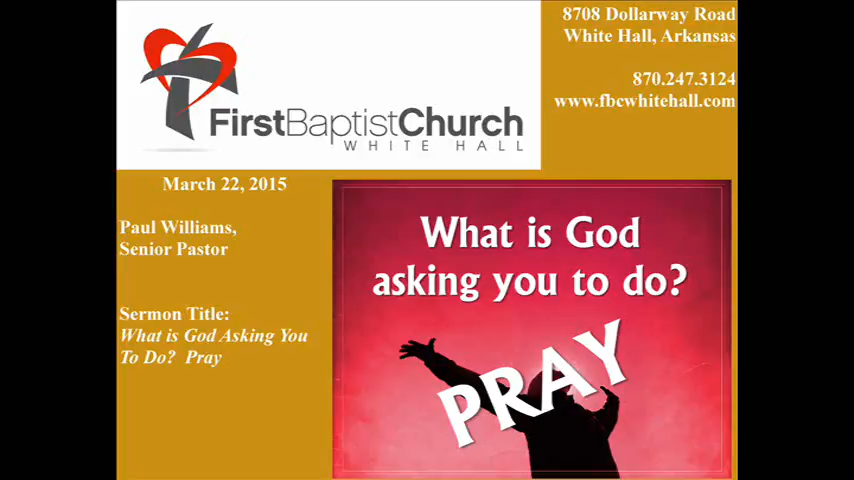 FirstBaptistChurch
WHITE HALL
8708 Dollarway Road
White Hall, Arkansas
870.247.3124
www.fbcwhitehall.com
March 22, 2015
Paul Williams,
Senior Pastor
Sermon Title:
What is God Asking You
To Do? Pray
What is God
asking you to do?
PRAY